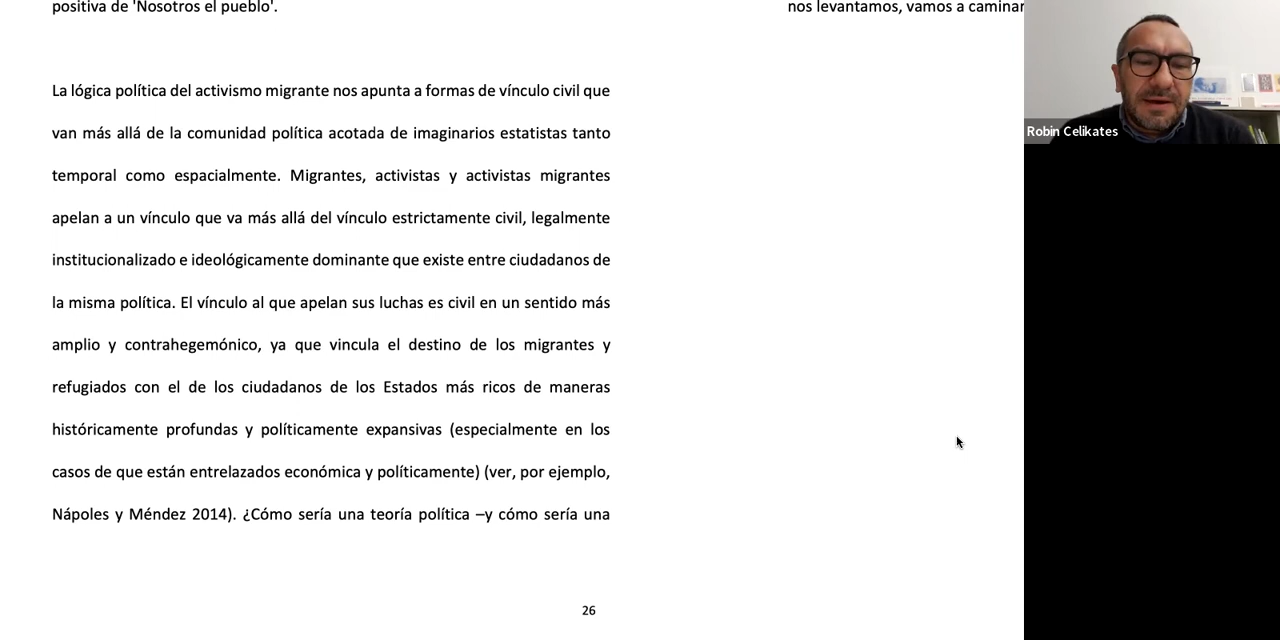 positiva de 'Nosotros el pueblo'.
nos levantamos, vamos a caminar
La lógica política del activismo migrante nos apunta a formas de vínculo civil que
van más allá de la comunidad política acotada de imaginarios estatistas tanto
temporal como espacialmente. Migrantes, activistas y activistas migrantes
apelan a un vínculo que va más allá del vínculo estrictamente civil, legalmente
institucionalizado e ideológicamente dominante que existe entre ciudadanos de
la misma política. El vínculo al que apelan sus luchas es civil en un sentido más
amplio y contrahegemónico, ya que vincula el destino de los migrantes y
refugiados con el de los ciudadanos de los Estados más ricos de maneras
históricamente profundas y políticamente expansivas (especialmente en los
casos de que están entrelazados económica y políticamente) (ver, por ejemplo,
Nápoles y Méndez 2014). ¿Cómo sería una teoría política –y cómo sería una
26
Robin Celikates